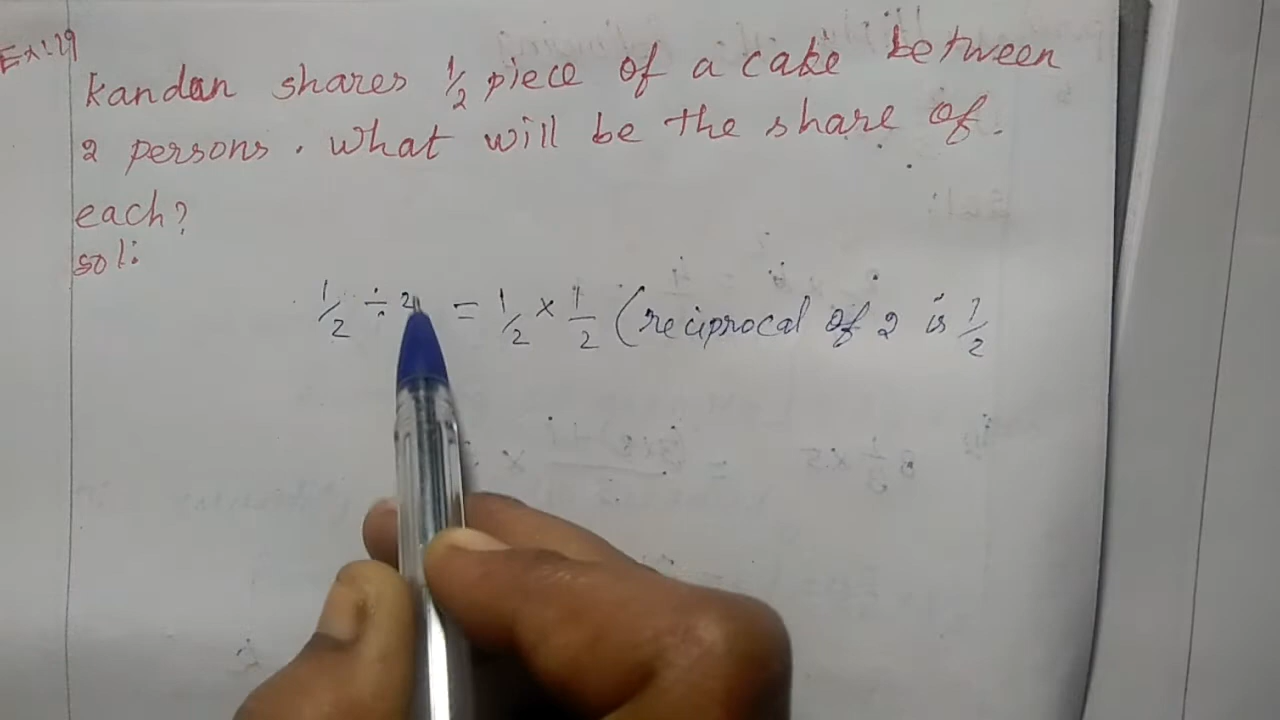 Ex:29
Kandan shares 1/2 piece of a cake between
2 persons. What will be the share of.
each?
sol:
1/2 ÷ 2 = 1/2 × 1/2 (reciprocal of 2 is 1/2